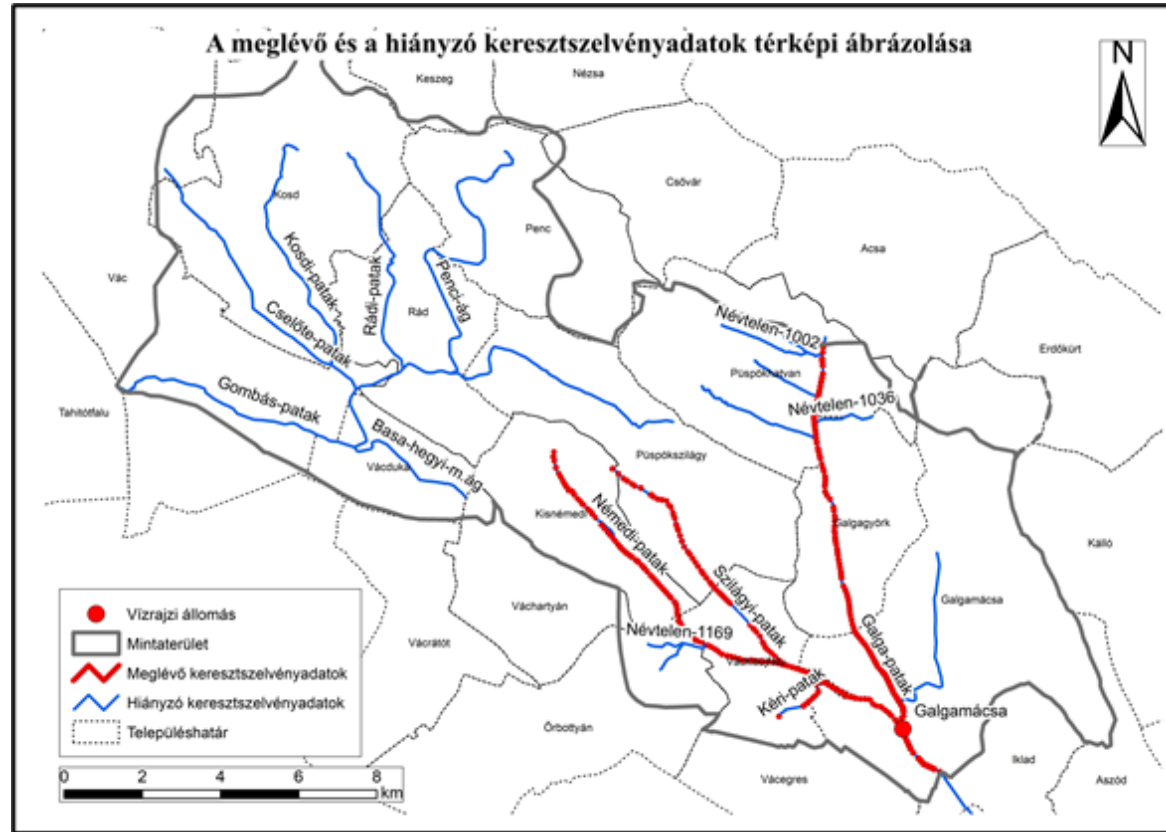 A meglévő és a hiányzó keresztszelvényadatok térképi ábrázolása
N
Keszeg
Nézsa
Csővár
Acsa
Kosd
Penc
Vác
Kosdi-patak
Rádi-patak
Rád
Penci-ág
Cselőte-patak
Névtelen-1002
Püspökhatvan
Erdőkürt
Névtelen-1036
Tahitótfalu
Gombás-patak
Basa-hegyi-m.ág
Vácduka
Püspökszilágy
Kisnémedi
Némedi-patak
Galgagyörk
Kálló
Szilágyi-patak
Galgamácsa
Váchartyán
Vácrátót
Névtelen-1169
Galga-patak
Kéri-patak
Galgamácsa
Őrbottyán
Vácegres
Iklad
Aszód
Vízrajzi állomás
Mintaterület
Meglévő keresztszelvényadatok
Hiányzó keresztszelvényadatok
Településhatár
0 2 4 6 8
km